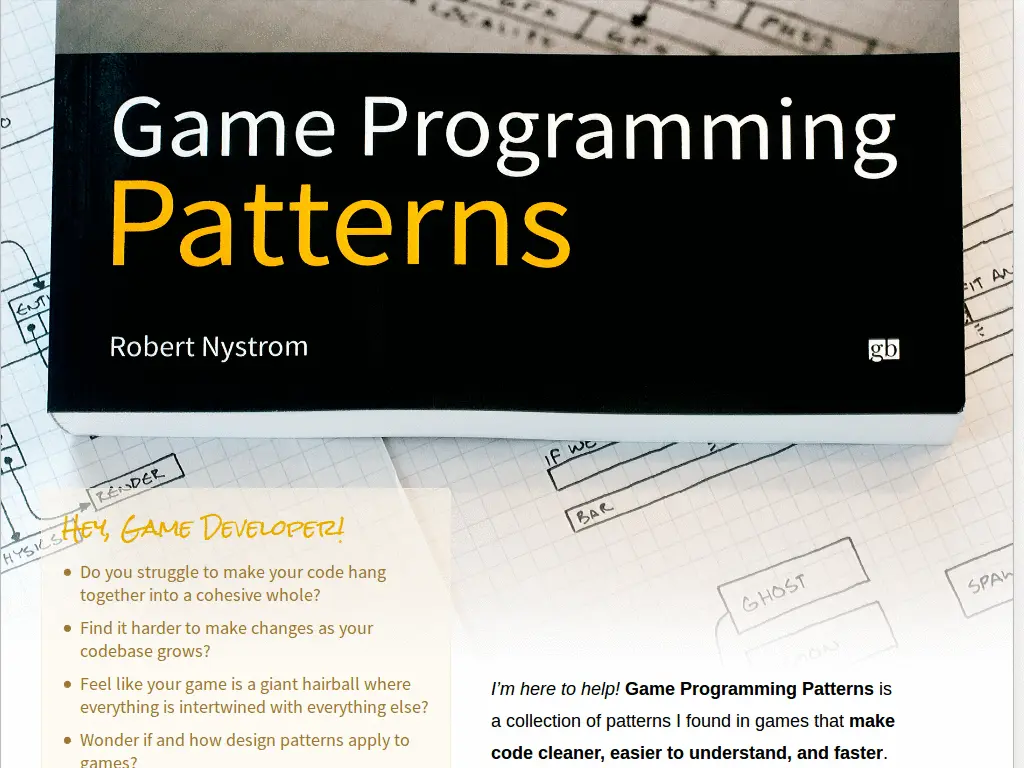 LOCALITY
Game Programming
Patterns
Robert Nystrom
gb
RENDER
IF WE
BAR
GHOST
Hey, Game Developer!
Do you struggle to make your code hang
together into a cohesive whole?
Find it harder to make changes as your
codebase grows?
Feel like your game is a giant hairball where
everything is intertwined with everything else?
Wonder if and how design patterns apply to
games?
I'm here to help! Game Programming Patterns is
a collection of patterns I found in games that make
code cleaner, easier to understand, and faster.